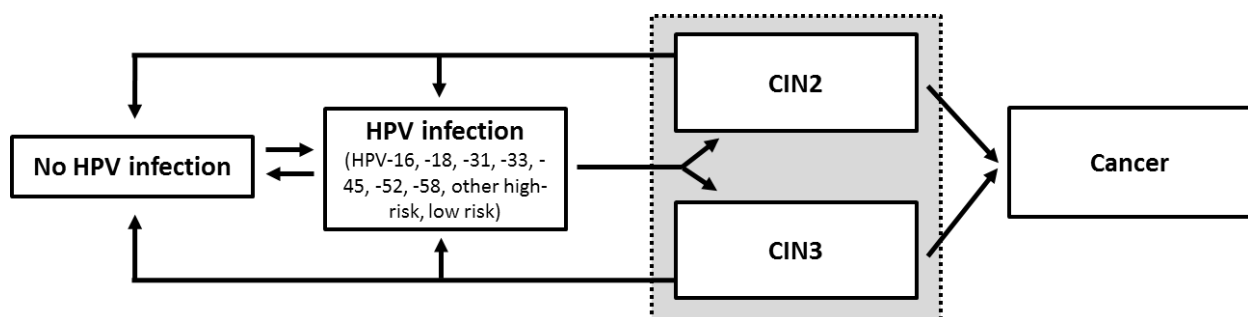 CIN2
HPV infection
(HPV-16, -18, -31, -33, -
45, -52, -58, other high-
risk, low risk)
No HPV infection
Cancer
CIN3